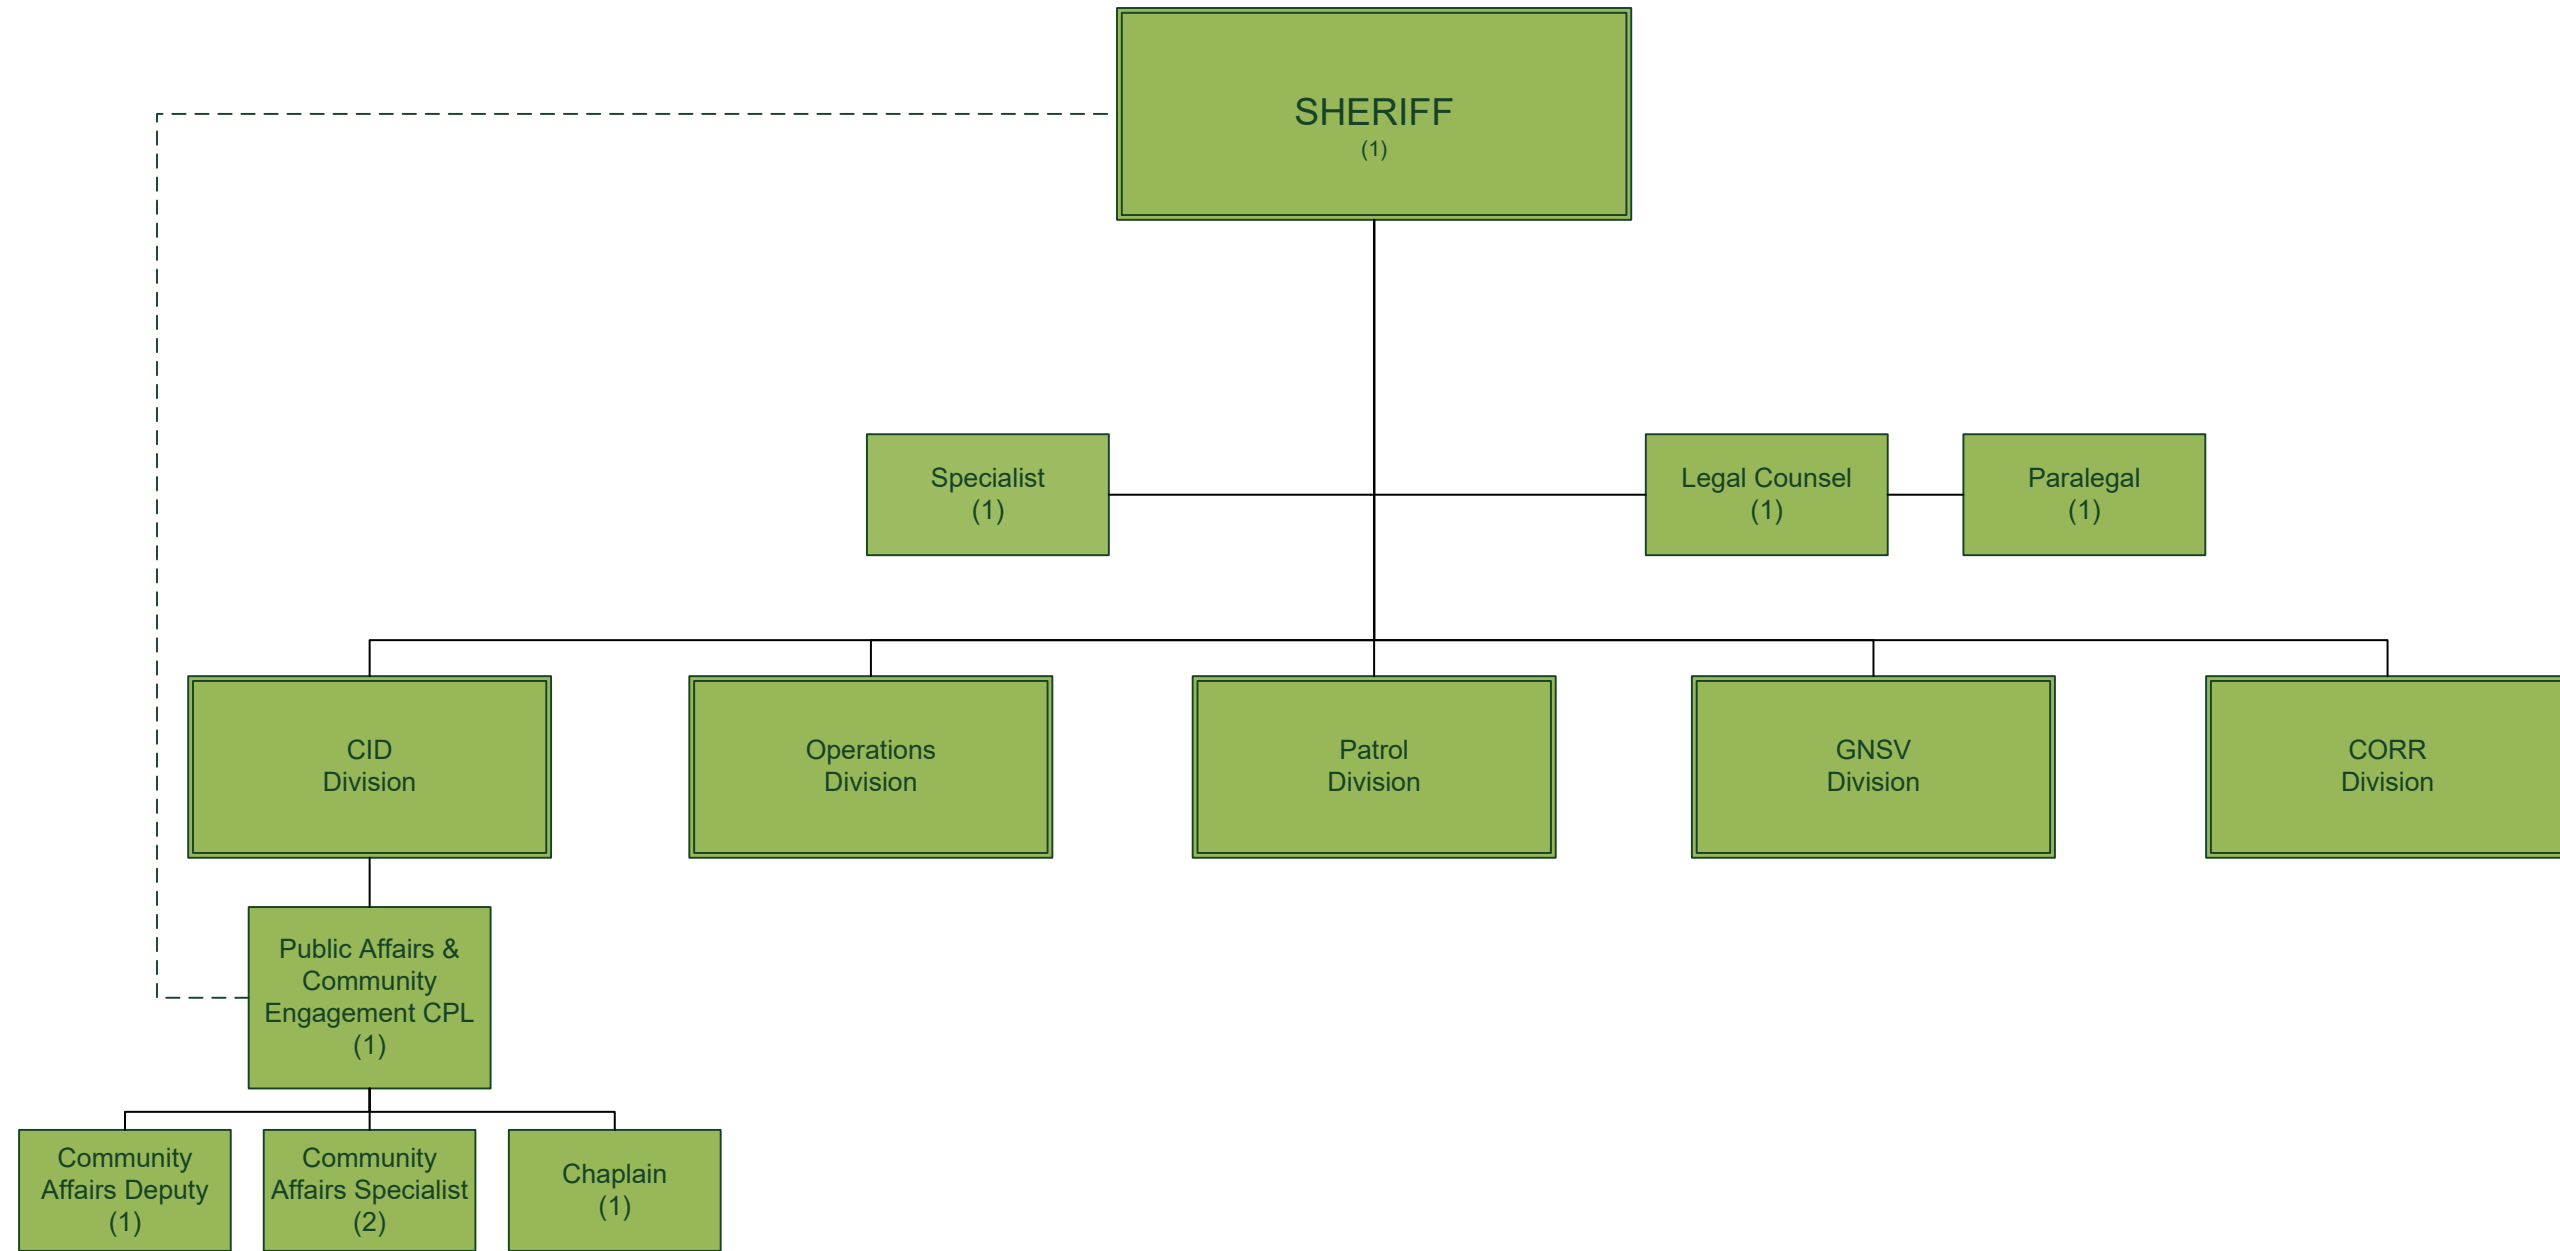 SHERIFF
(1)
Specialist
(1)
Legal Counsel
(1)
Paralegal
(1)
CID
Division
Operations
Division
Patrol
Division
GNSV
Division
CORR
Division
Public Affairs &
Community
Engagement CPL
(1)
Community
Affairs Deputy
(1)
Community
Affairs Specialist
(2)
Chaplain
(1)